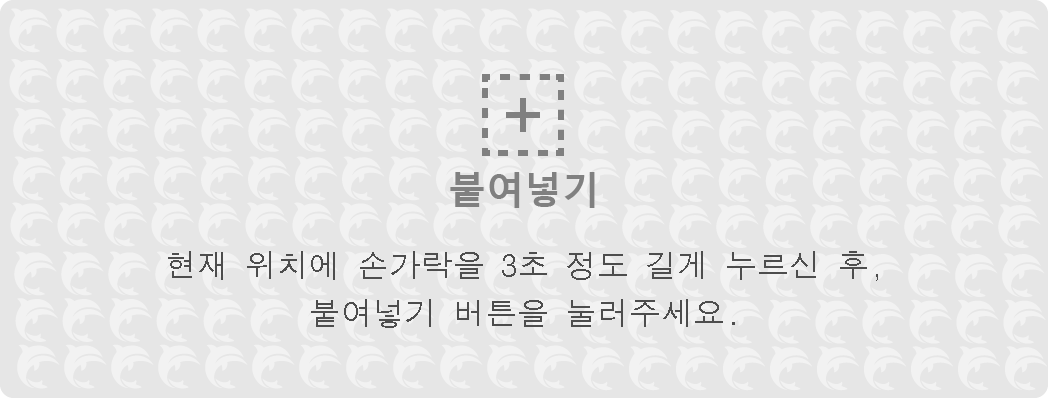 붙여넣기
현재 위치에 손가락을 3초 정도 길게 누르신 후,
붙여넣기 버튼을 눌러주세요.